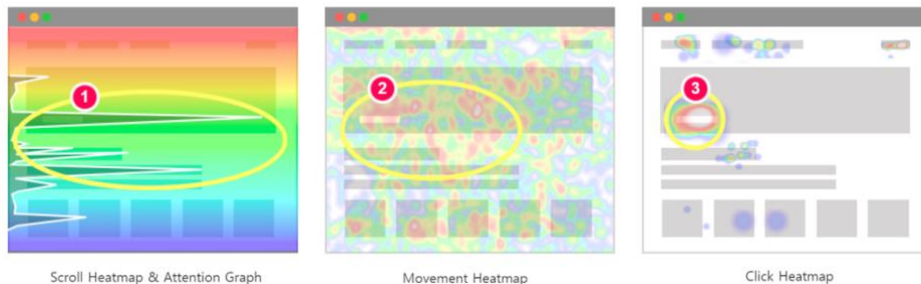 1
2
3
Scroll Heatmap & Attention Graph
Movement Heatmap
Click Heatmap